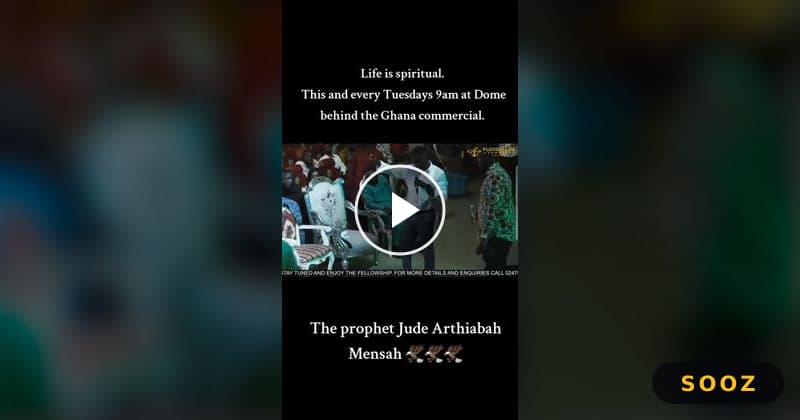 Life is spiritual.
This and every Tuesdays 9am at Dome
behind the Ghana commercial.
STAY TUNED AND ENJOY THE FELLOWSHIP. FOR MORE DETAILS AND ENQUIRIES CALL 0247
The prophet Jude Arthiabah
Mensah 🦅🦅🦅
SOOZ